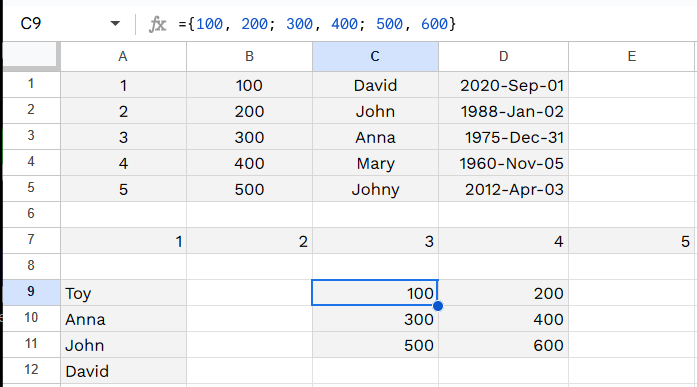 C9 fx ={100, 200; 300, 400; 500, 600}
A B C D E
1 1 100 David 2020-Sep-01
2 2 200 John 1988-Jan-02
3 3 300 Anna 1975-Dec-31
4 4 400 Mary 1960-Nov-05
5 5 500 Johny 2012-Apr-03
6
7 1 2 3 4 5
8
9 Toy 100 200
10 Anna 300 400
11 John 500 600
12 David